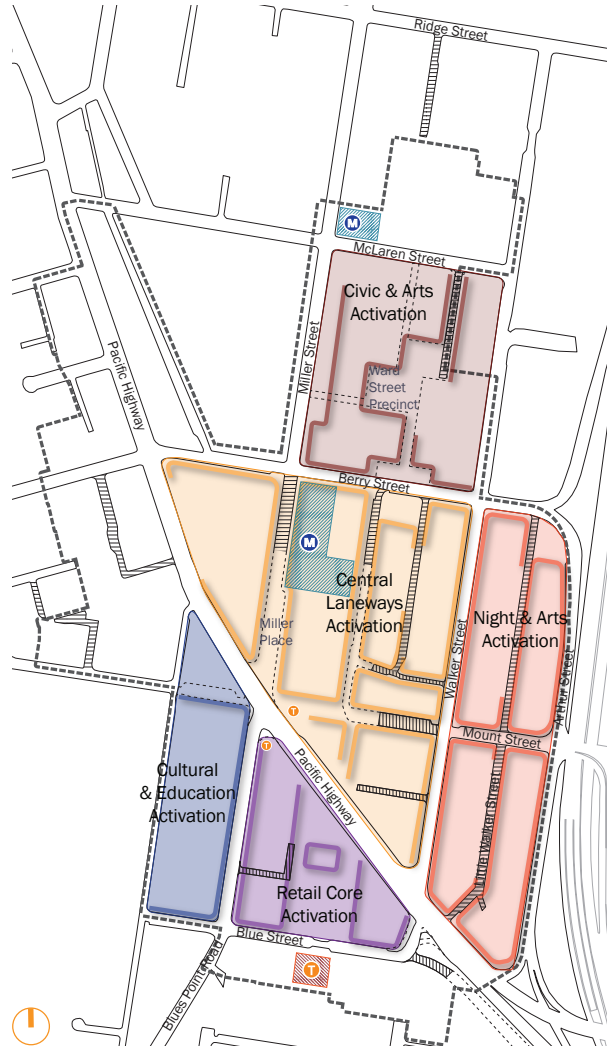 Ridge Street
M
McLaren Street
Civic & Arts
Activation
Miller Street
Pacific Highway
Ward
Street
Precinct
Berry Street
M
Central
Laneways
Activation
Miller
Place
Night & Arts
Activation
Walker Street
Arthur Street
Mount Street
T
T
Pacific Highway
Cultural
& Education
Activation
Little Walker Street
Retail Core
Activation
Blue Street
Blues Point Road
T